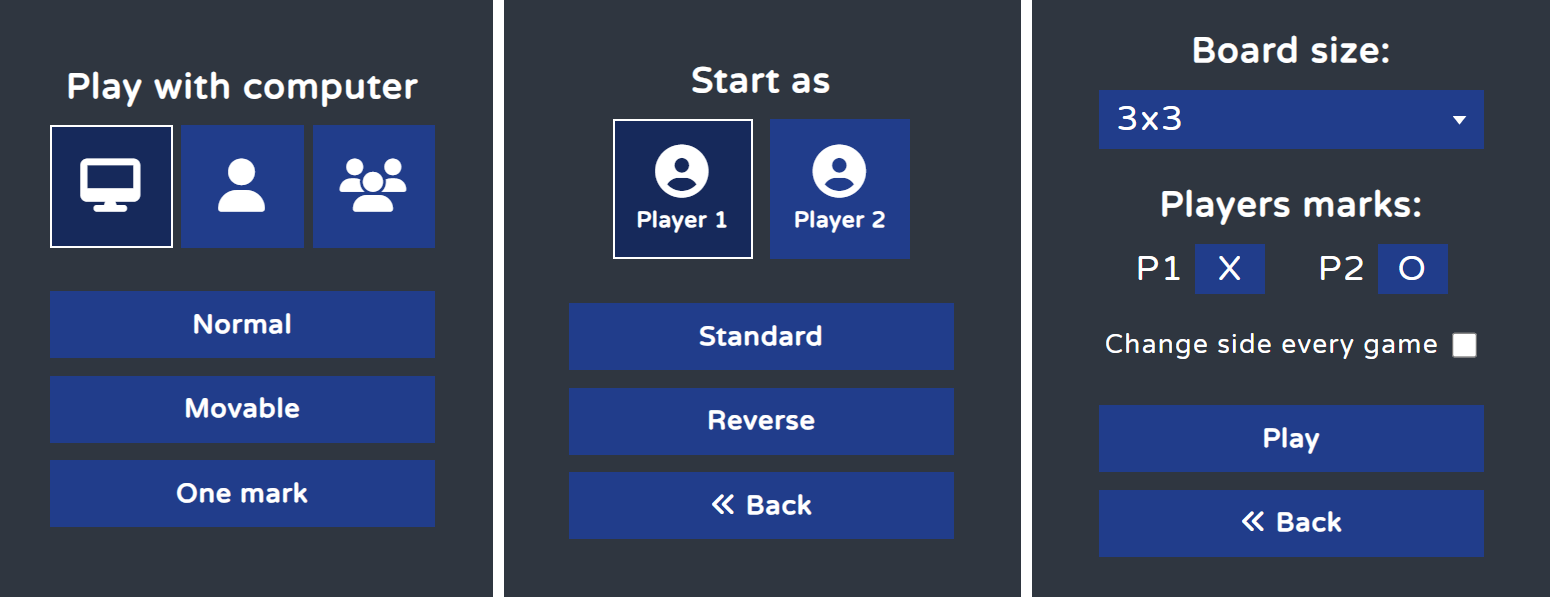 Play with computer
Normal
Movable
One mark
Start as
Player 1
Player 2
Standard
Reverse
Back
Board size:
3x3
Players marks:
P1 X P2 O
Change side every game
Play
Back